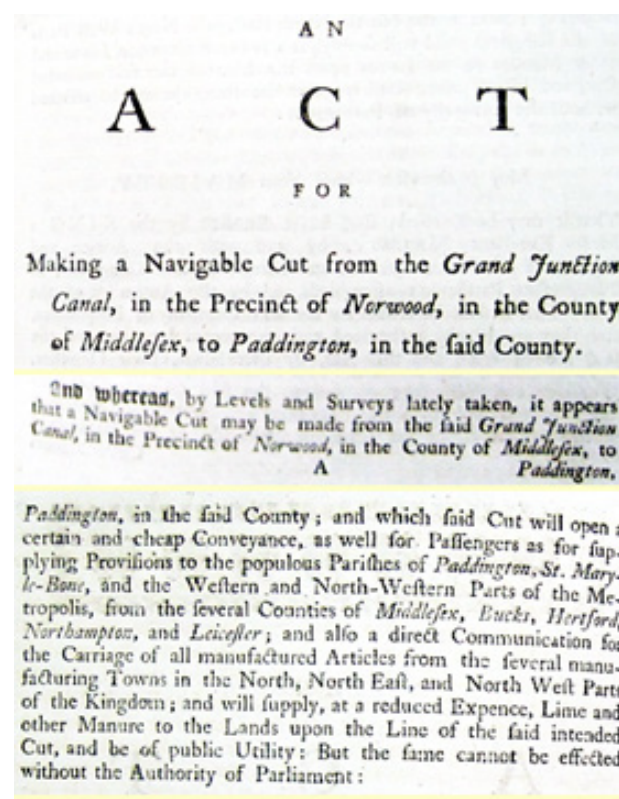 AN
ACT
FOR
Making a Navigable Cut from the Grand Junction
Canal, in the Precinct of Norwood, in the County
of Middleſex, to Paddington, in the ſaid County.
And whereas, by Levels and Surveys lately taken, it appears
that a Navigable Cut may be made from the ſaid Grand Junction
Canal, in the Precinct of Norwood, in the County of Middleſex, to
A Paddington,
Paddington, in the ſaid County; and which ſaid Cut will open a
certain and cheap Conveyance, as well for Paſſengers as for ſup-
plying Proviſions to the populous Pariſhes of Paddington, St. Mary-
le-Bone, and the Weſtern and North-Weſtern Parts of the Me-
tropolis, from the ſeveral Counties of Middleſex, Bucks, Hertford,
Northampton, and Leiceſter; and alſo a direct Communication for
the Carriage of all manufactured Articles from the ſeveral manu-
facturing Towns in the North, North Eaſt, and North Weſt Parts
of the Kingdom; and will ſupply, at a reduced Expence, Lime and
other Manure to the Lands upon the Line of the ſaid intended
Cut, and be of public Utility: But the ſame cannot be effected
without the Authority of Parliament: